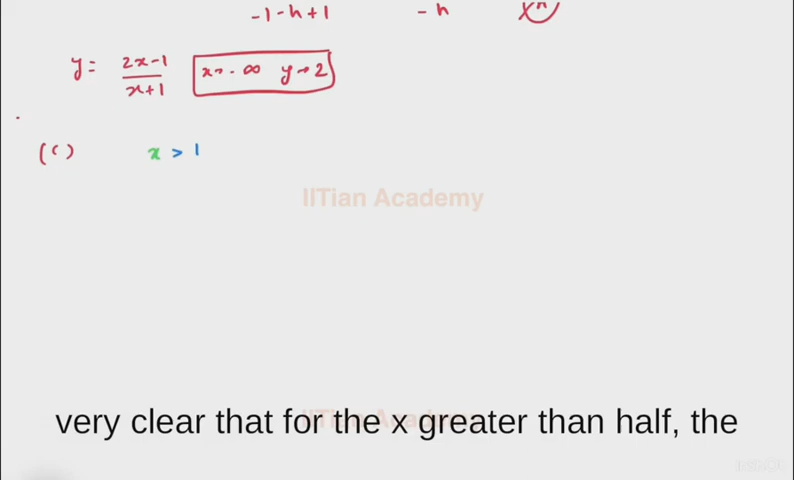 -1-h+1 -h
y = 2x-1 / x+1 x→-∞ y→2
(c) x > 1
IITian Academy
very clear that for the x greater than half, the